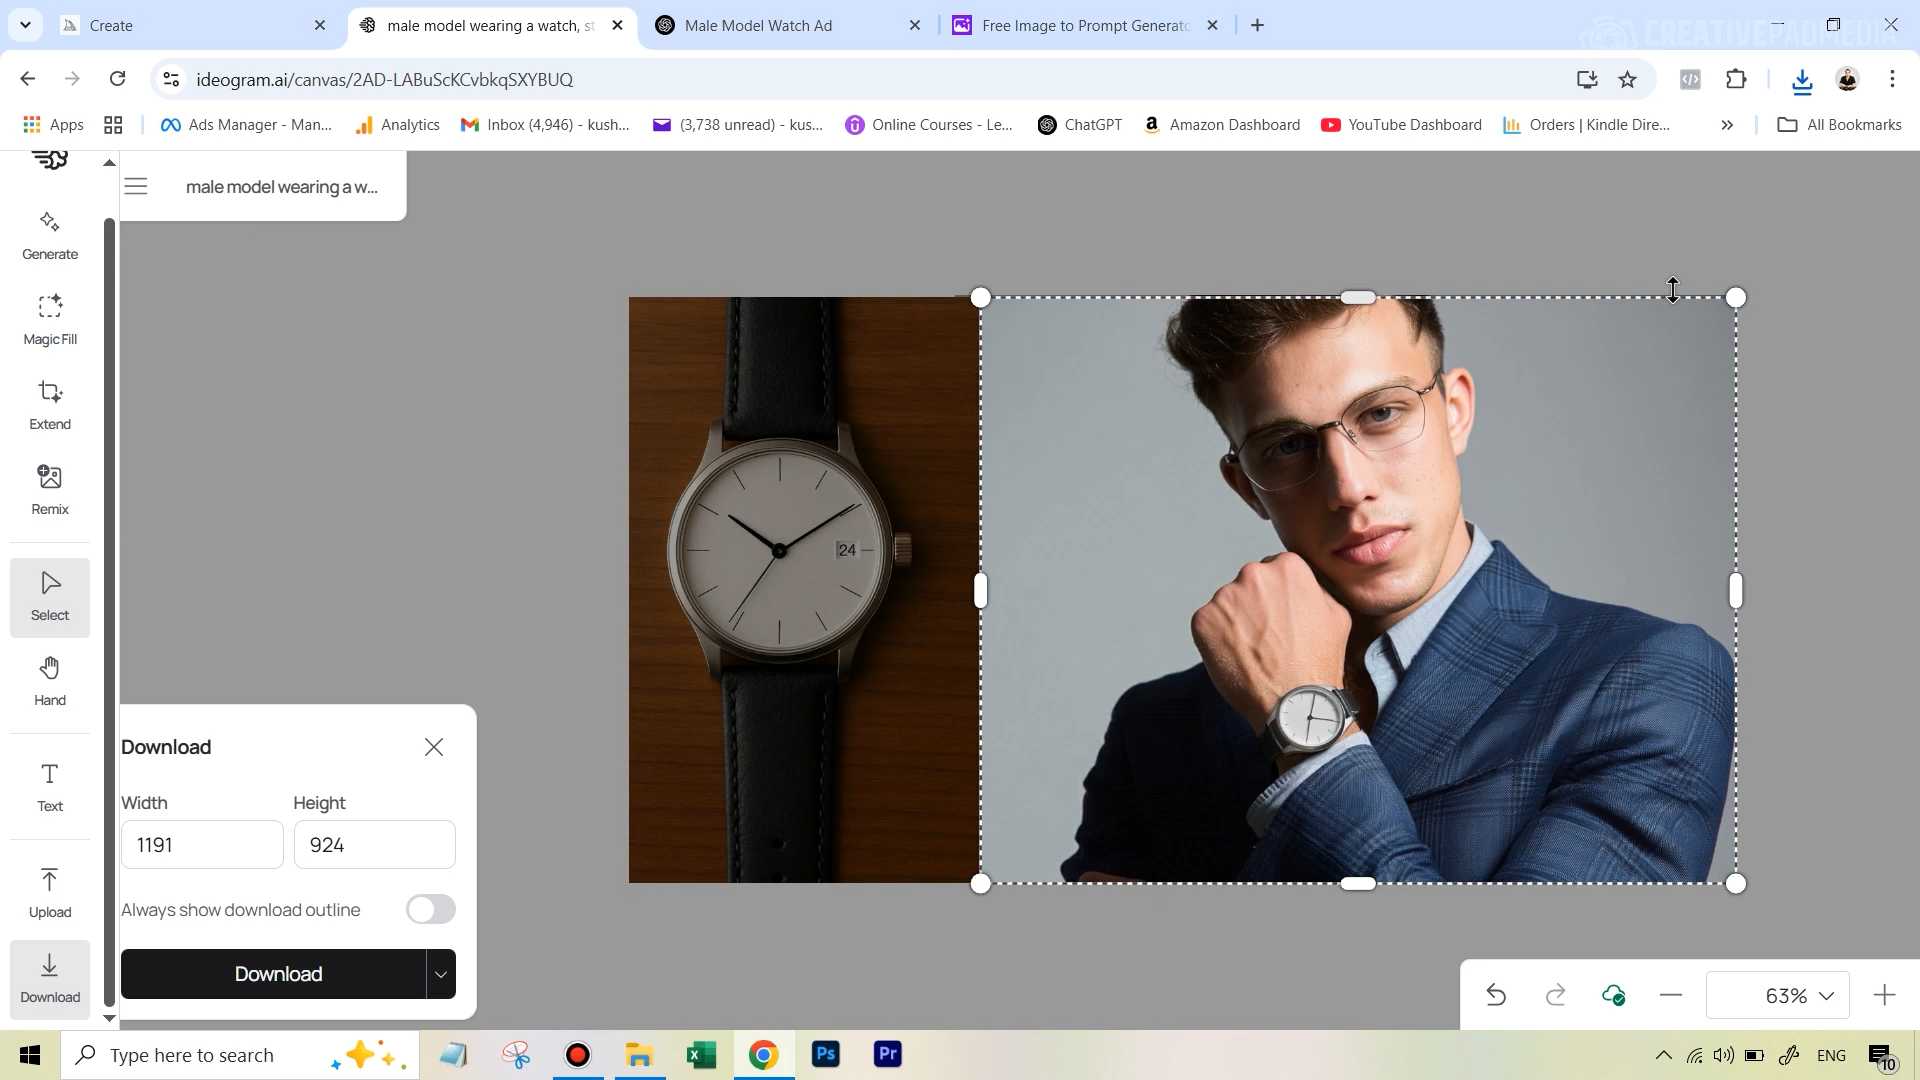 Create
male model wearing a watch, st
Male Model Watch Ad
Free Image to Prompt Generato
CREATIVEPADMEDIA
ideogram.ai/canvas/2AD-LABuScKCvbkqSXYBUQ
Apps
Ads Manager - Man...
Analytics
Inbox (4,946) - kush...
(3,738 unread) - kus...
Online Courses - Le...
ChatGPT
Amazon Dashboard
YouTube Dashboard
Orders | Kindle Dire...
All Bookmarks
male model wearing a w...
Generate
Magic Fill
Extend
Remix
Select
Hand
Text
Upload
Download
24
Download
Width
Height
1191
924
Always show download outline
Download
63%
Type here to search
Ps
Pr
ENG
10